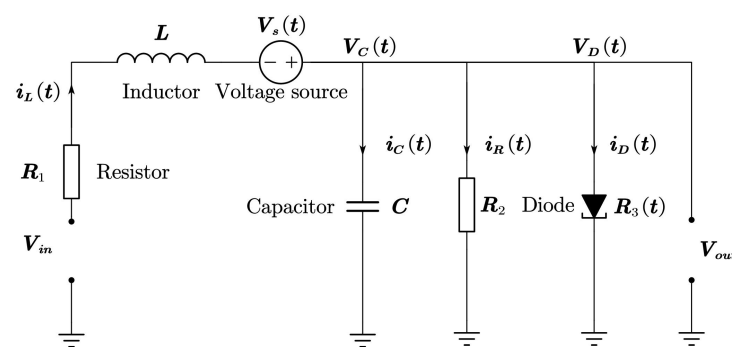 L
V_s(t)
V_C(t)
V_D(t)
− +
i_L(t)
Inductor
Voltage source
i_C(t)
i_R(t)
i_D(t)
R_1
Resistor
Capacitor
C
R_2
Diode
R_3(t)
V_in
V_ou